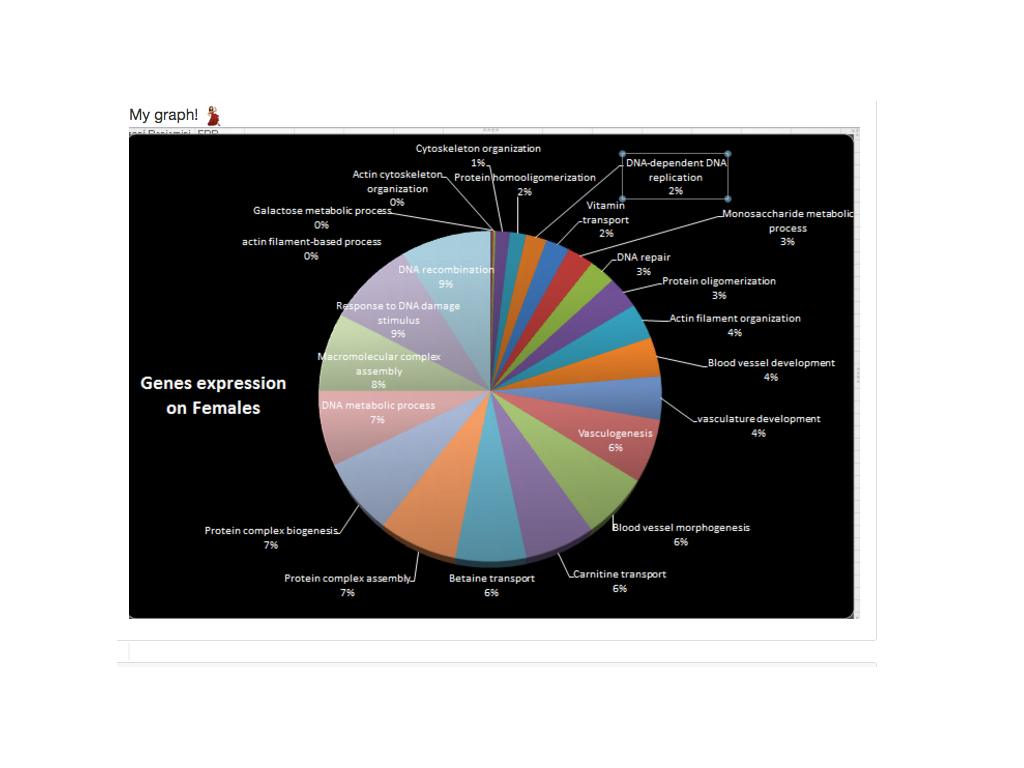 My graph!
Cytoskeleton organization
1%
Actin cytoskeleton
organization
0%
Protein homooligomerization
2%
DNA-dependent DNA
replication
2%
Galactose metabolic process
0%
Vitamin
transport
2%
Monosaccharide metabolic
process
3%
actin filament-based process
0%
DNA repair
3%
DNA recombination
9%
Protein oligomerization
3%
Response to DNA damage
stimulus
9%
Actin filament organization
4%
Macromolecular complex
assembly
8%
Blood vessel development
4%
Genes expression
on Females
DNA metabolic process
7%
vasculature development
4%
Vasculogenesis
6%
Protein complex biogenesis
7%
Blood vessel morphogenesis
6%
Protein complex assembly
7%
Betaine transport
6%
Carnitine transport
6%